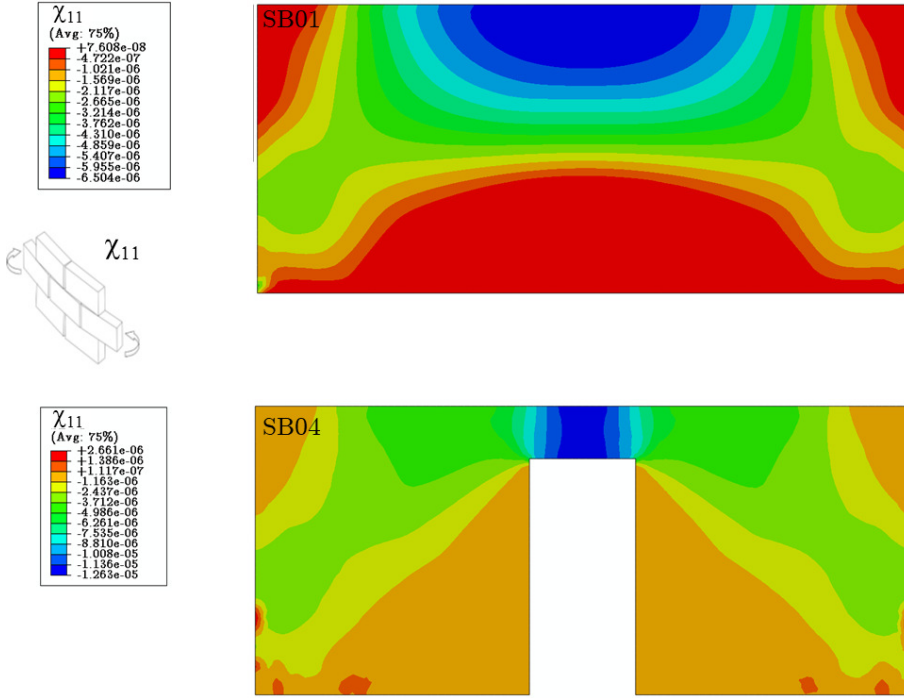 χ11
(Avg: 75%)
+7.608e-08
-4.722e-07
-1.021e-06
-1.569e-06
-2.117e-06
-2.665e-06
-3.214e-06
-3.762e-06
-4.310e-06
-4.859e-06
-5.407e-06
-5.955e-06
-6.504e-06
SB01
χ11
χ11
(Avg: 75%)
+2.661e-06
+1.386e-06
+1.117e-07
-1.163e-06
-2.437e-06
-3.712e-06
-4.986e-06
-6.261e-06
-7.535e-06
-8.810e-06
-1.008e-05
-1.136e-05
-1.263e-05
SB04